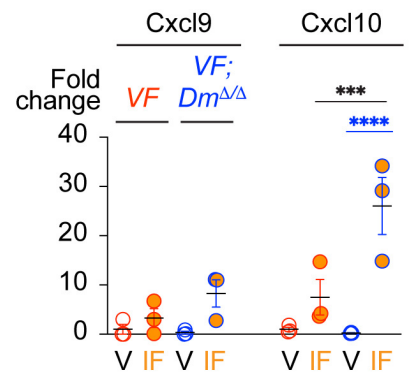 Cxcl9 Cxcl10
Fold change
VF
VF; Dm^Δ/Δ
***
****
40
30
20
10
0
V IF V IF V IF V IF